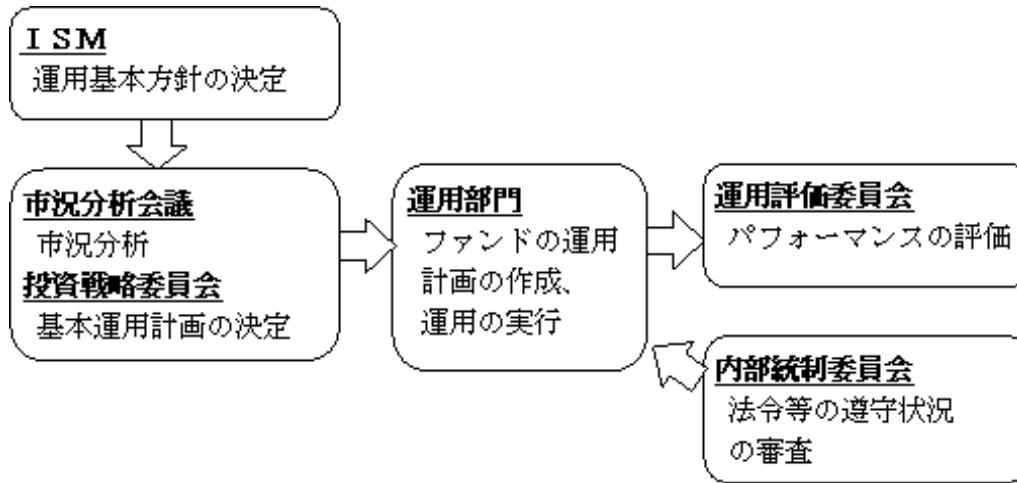 ＩＳＭ
運用基本方針の決定
市況分析会議
市況分析
投資戦略委員会
基本運用計画の決定
運用部門
ファンドの運用
計画の作成、
運用の実行
運用評価委員会
パフォーマンスの評価
内部統制委員会
法令等の遵守状況
の審査